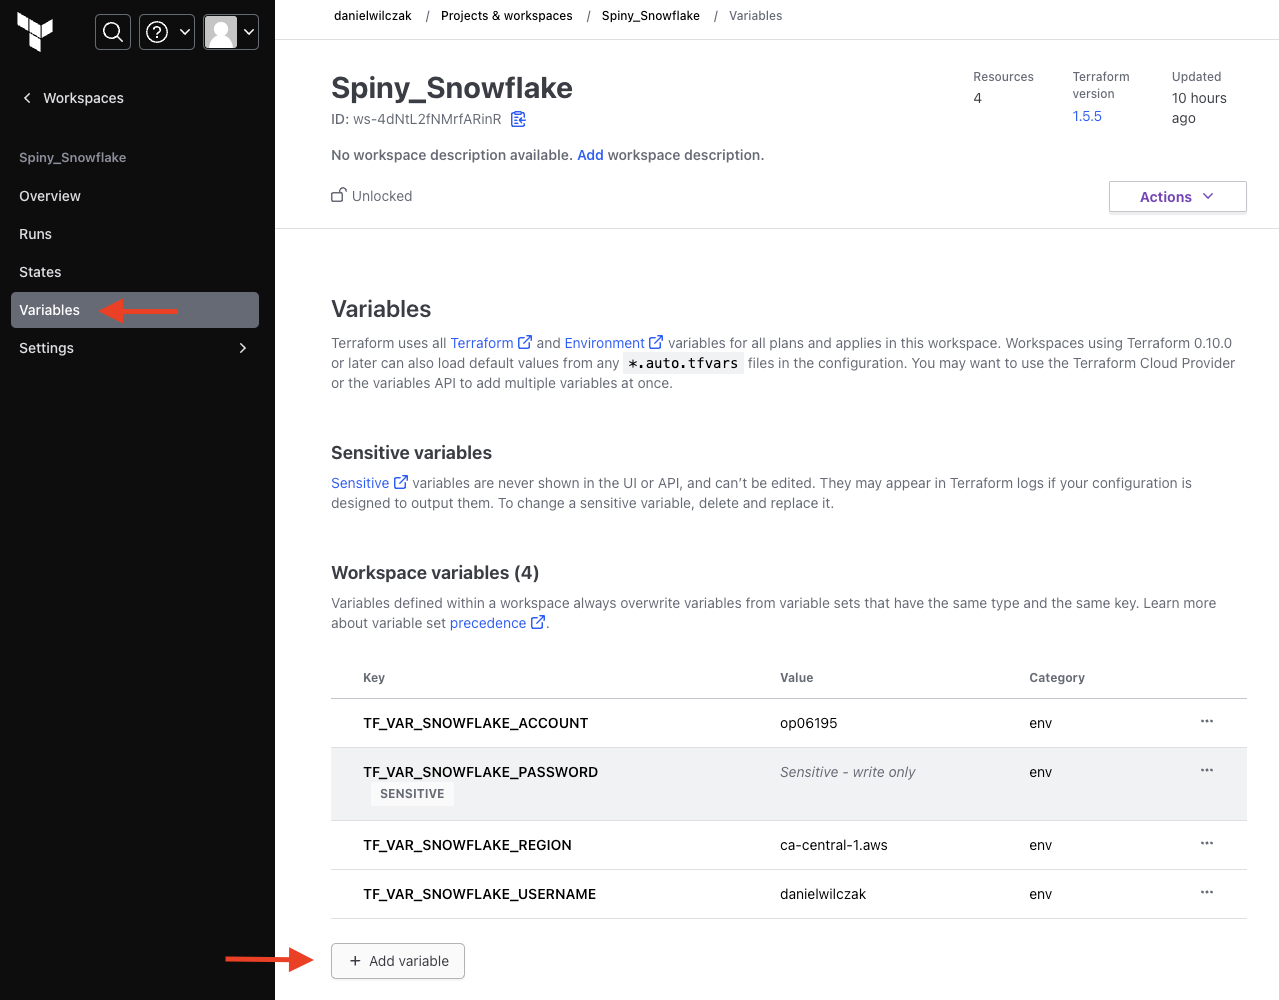 danielwilczak / Projects & workspaces / Spiny_Snowflake / Variables
Workspaces
Spiny_Snowflake
Overview
Runs
States
Variables
Settings
Spiny_Snowflake
ID: ws-4dNtL2fNMrfARinR
No workspace description available. Add workspace description.
Unlocked
Resources
4
Terraform
version
1.5.5
Updated
10 hours
ago
Actions
Variables
Terraform uses all Terraform and Environment variables for all plans and applies in this workspace. Workspaces using Terraform 0.10.0
or later can also load default values from any *.auto.tfvars files in the configuration. You may want to use the Terraform Cloud Provider
or the variables API to add multiple variables at once.
Sensitive variables
Sensitive variables are never shown in the UI or API, and can't be edited. They may appear in Terraform logs if your configuration is
designed to output them. To change a sensitive variable, delete and replace it.
Workspace variables (4)
Variables defined within a workspace always overwrite variables from variable sets that have the same type and the same key. Learn more
about variable set precedence.
Key Value Category
TF_VAR_SNOWFLAKE_ACCOUNT op06195 env ...
TF_VAR_SNOWFLAKE_PASSWORD Sensitive - write only env ...
SENSITIVE
TF_VAR_SNOWFLAKE_REGION ca-central-1.aws env ...
TF_VAR_SNOWFLAKE_USERNAME danielwilczak env ...
+ Add variable